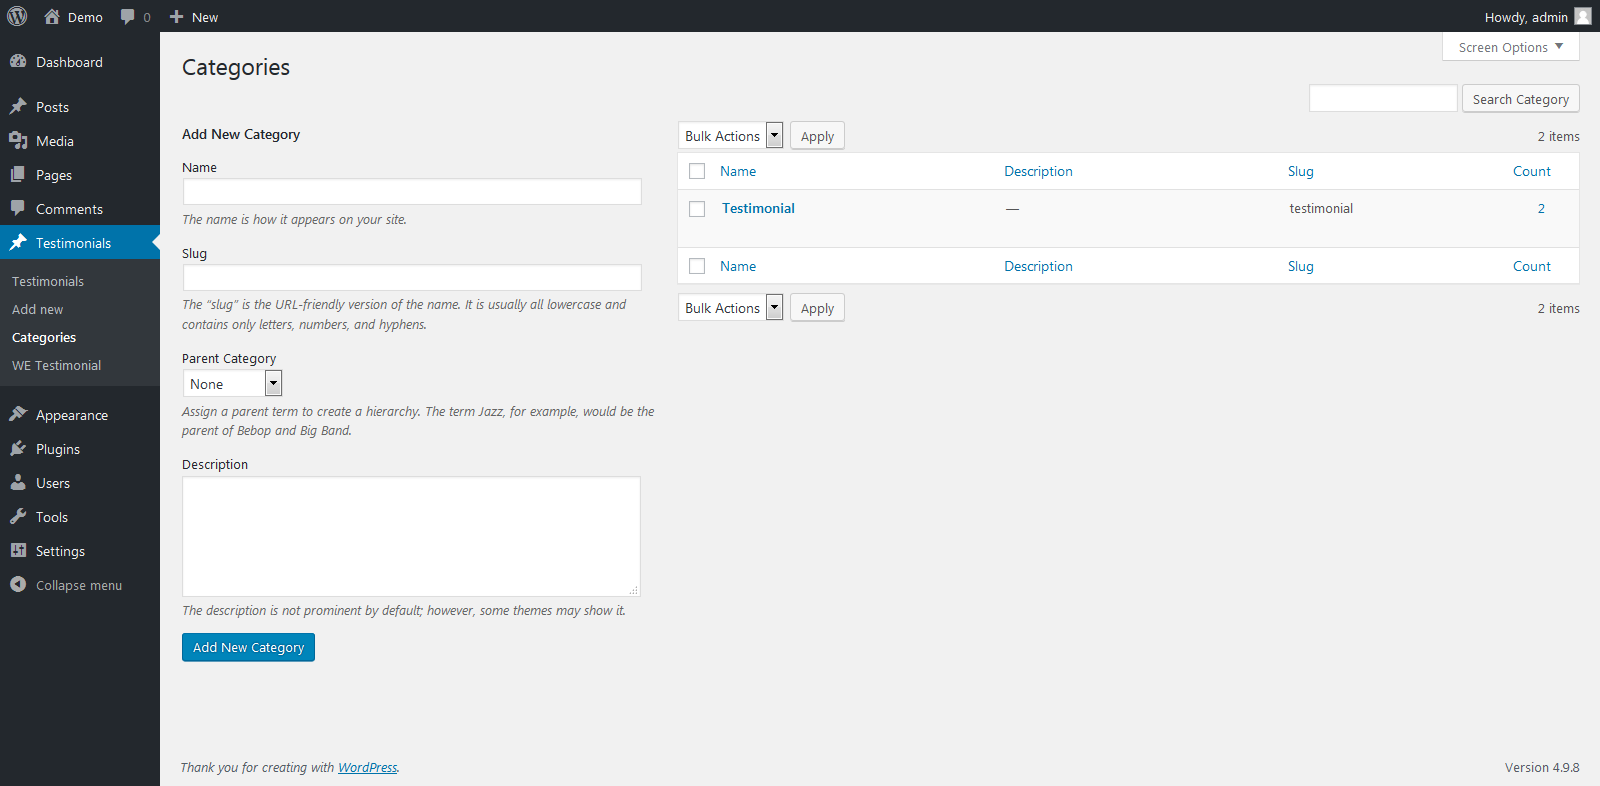 Demo 0 New Howdy, admin
Screen Options
Dashboard
Posts
Media
Pages
Comments
Testimonials
Testimonials
Add new
Categories
WE Testimonial
Appearance
Plugins
Users
Tools
Settings
Collapse menu
Categories
Search Category
Add New Category
Name
The name is how it appears on your site.
Slug
The “slug” is the URL-friendly version of the name. It is usually all lowercase and
contains only letters, numbers, and hyphens.
Parent Category
None
Assign a parent term to create a hierarchy. The term Jazz, for example, would be the
parent of Bebop and Big Band.
Description
The description is not prominent by default; however, some themes may show it.
Add New Category
Bulk Actions Apply 2 items
Name Description Slug Count
Testimonial — testimonial 2
Name Description Slug Count
Bulk Actions Apply 2 items
Thank you for creating with WordPress. Version 4.9.8